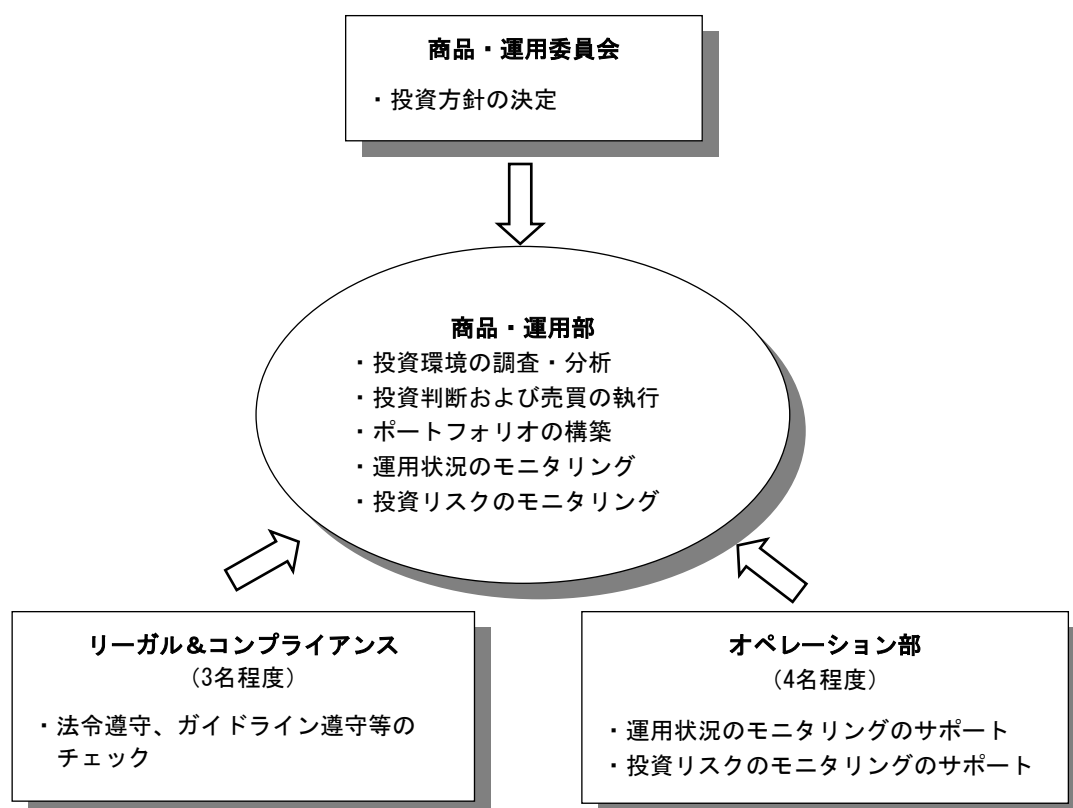 商品・運用委員会
・投資方針の決定
商品・運用部
・投資環境の調査・分析
・投資判断および売買の執行
・ポートフォリオの構築
・運用状況のモニタリング
・投資リスクのモニタリング
リーガル&コンプライアンス
(3名程度)
・法令遵守、ガイドライン遵守等の
チェック
オペレーション部
(4名程度)
・運用状況のモニタリングのサポート
・投資リスクのモニタリングのサポート